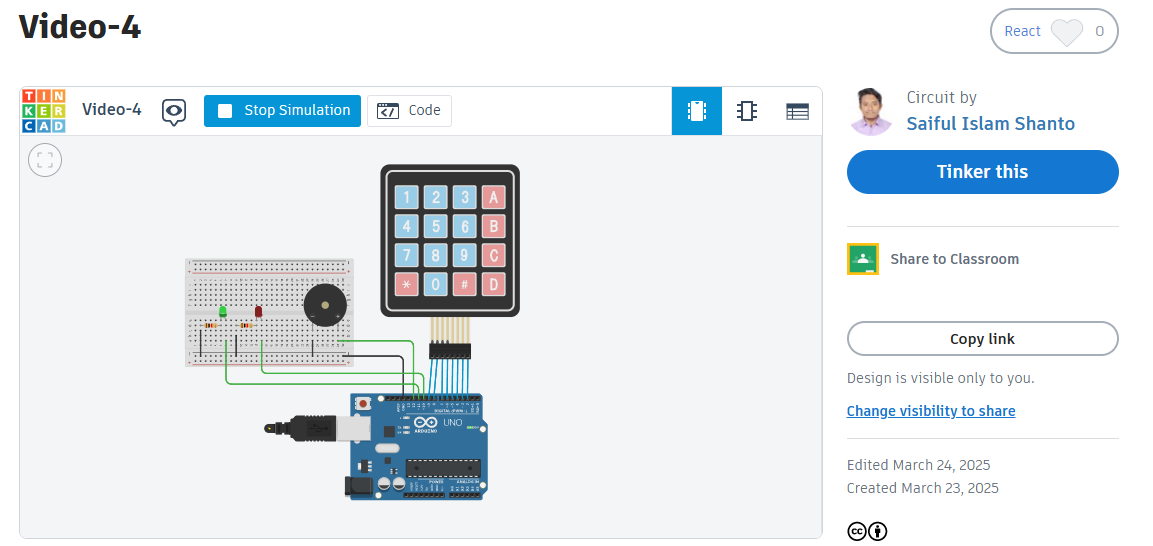 Video-4
React 0
TIN
KER
CAD
Video-4
Stop Simulation
Code
Circuit by
Saiful Islam Shanto
Tinker this
Share to Classroom
Copy link
Design is visible only to you.
Change visibility to share
Edited March 24, 2025
Created March 23, 2025
cc
1 2 3 A
4 5 6 B
7 8 9 C
* 0 # D
UNO
ARDUINO